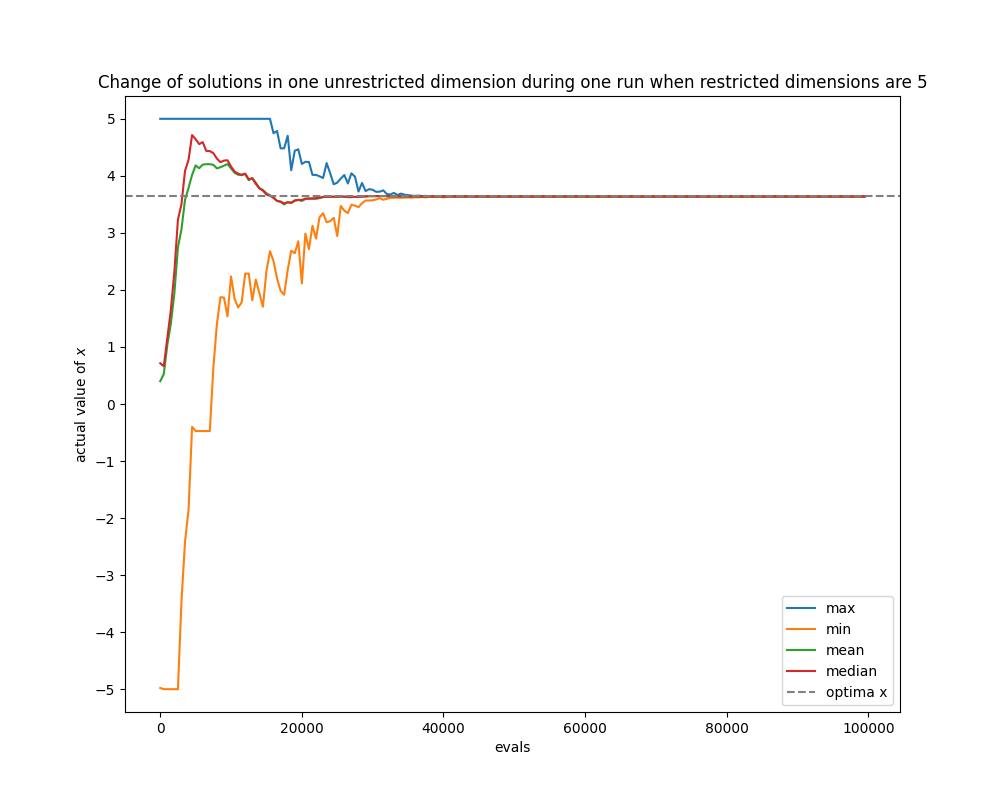 Change of solutions in one unrestricted dimension during one run when restricted dimensions are 5
5
4
3
2
1
0
−1
−2
−3
−4
−5
actual value of x
0 20000 40000 60000 80000 100000
evals
max
min
mean
median
optima x